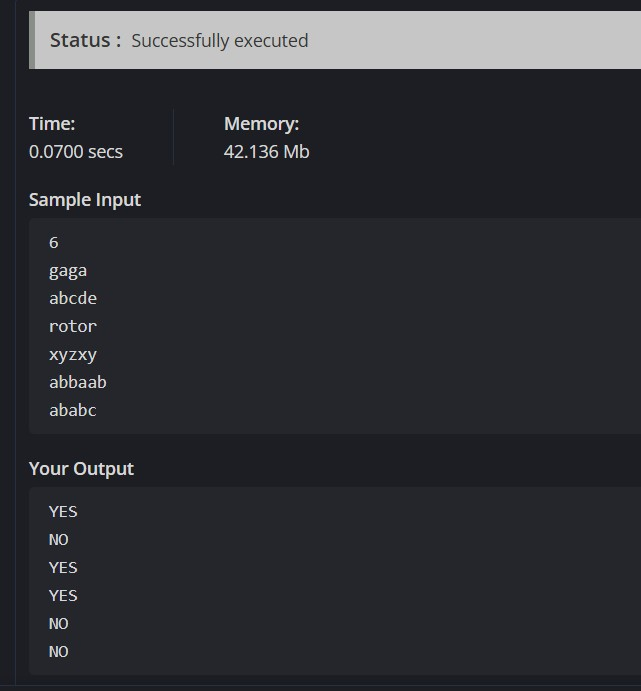 Status : Successfully executed
Time:
0.0700 secs
Memory:
42.136 Mb
Sample Input
6
gaga
abcde
rotor
xyzxy
abbaab
ababc
Your Output
YES
NO
YES
YES
NO
NO